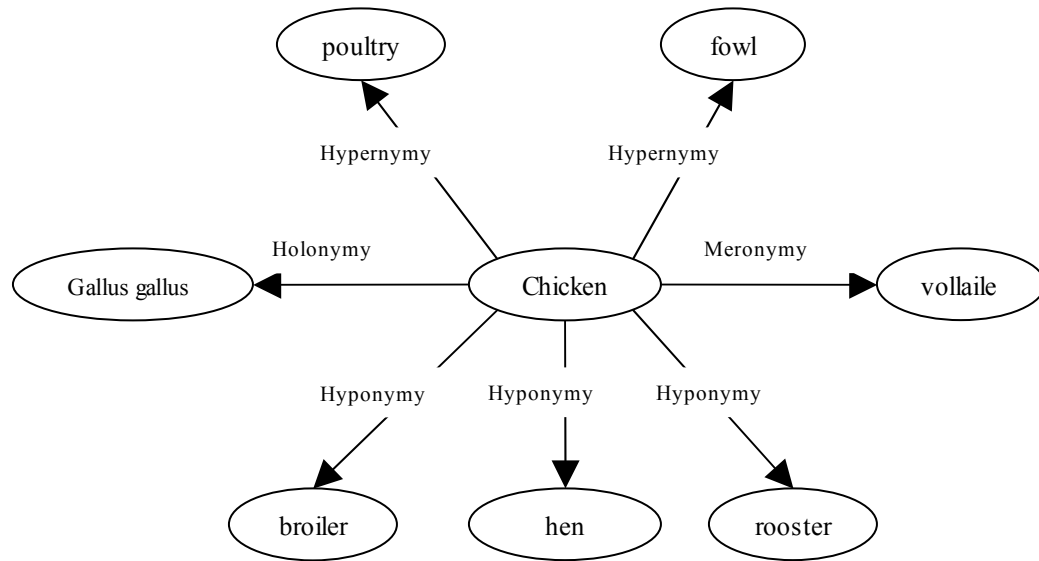 poultry
fowl
Hypernymy
Hypernymy
Holonymy
Meronymy
Gallus gallus
Chicken
vollaile
Hyponymy
Hyponymy
Hyponymy
broiler
hen
rooster